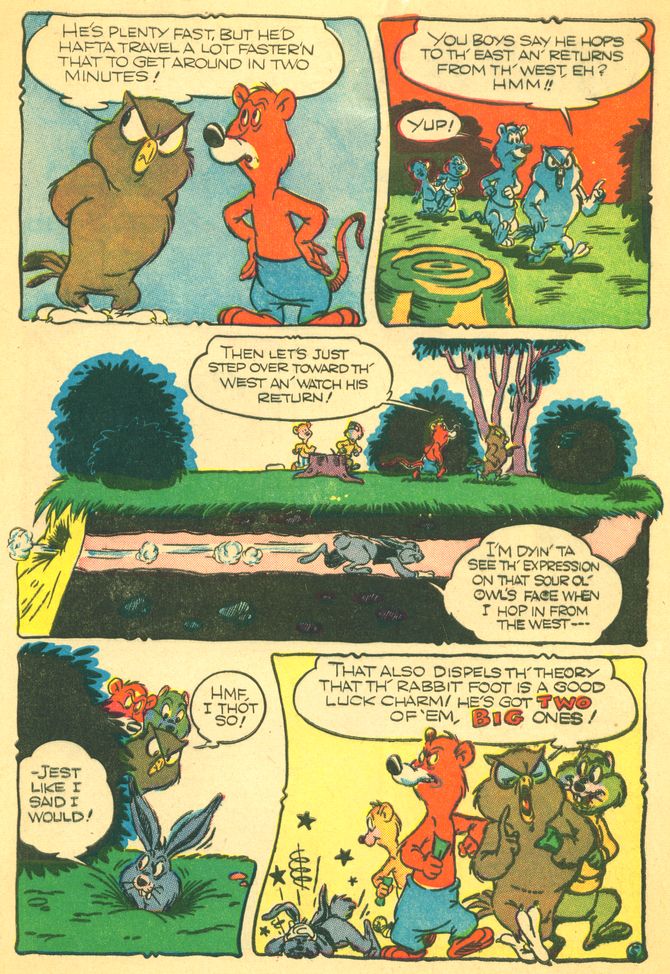 HE'S PLENTY FAST, BUT HE'D
HAFTA TRAVEL A LOT FASTER'N
THAT TO GET AROUND IN TWO
MINUTES!
YOU BOYS SAY HE HOPS
TO TH' EAST AN' RETURNS
FROM TH' WEST, EH?
HMM!!
YUP!
THEN LET'S JUST
STEP OVER TOWARD TH'
WEST AN' WATCH HIS
RETURN!
I'M DYIN' TA
SEE TH' EXPRESSION
ON THAT SOUR OL'
OWL'S FACE WHEN
I HOP IN FROM
THE WEST---
HMF,
I THOT
SO!
-JEST
LIKE I
SAID I
WOULD!
THAT ALSO DISPELS TH' THEORY
THAT TH' RABBIT FOOT IS A GOOD
LUCK CHARM! HE'S GOT TWO
OF 'EM, BIG ONES!